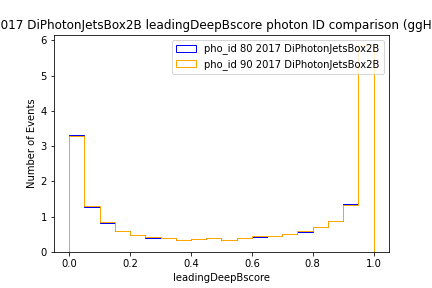 017 DiPhotonJetsBox2B leadingDeepBscore photon ID comparison (ggH
pho_id 80 2017 DiPhotonJetsBox2B
pho_id 90 2017 DiPhotonJetsBox2B
Number of Events
6
5
4
3
2
1
0
0.0 0.2 0.4 0.6 0.8 1.0
leadingDeepBscore